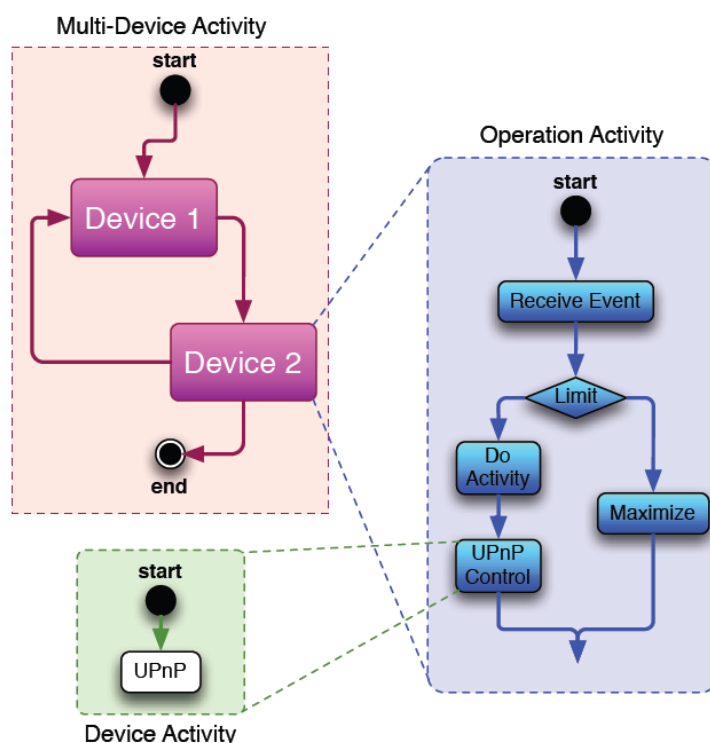 Multi-Device Activity
start
Device 1
Device 2
end
Operation Activity
start
Receive Event
Limit
Do
Activity
Maximize
UPnP
Control
start
UPnP
Device Activity